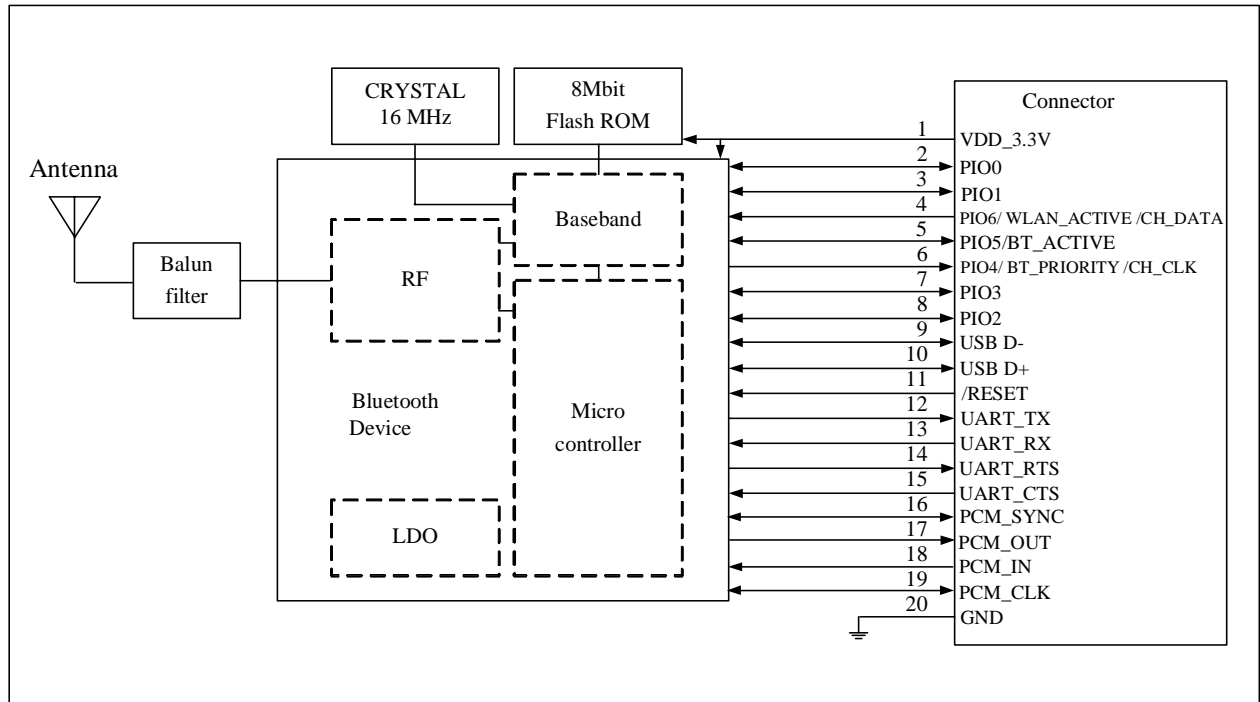 CRYSTAL
16 MHz
8Mbit
Flash ROM
Antenna
Balun
filter
RF
Baseband
Bluetooth
Device
Micro
controller
LDO
Connector
1 VDD_3.3V
2 PIO0
3 PIO1
4 PIO6/ WLAN_ACTIVE /CH_DATA
5 PIO5/BT_ACTIVE
6 PIO4/ BT_PRIORITY /CH_CLK
7 PIO3
8 PIO2
9 USB D-
10 USB D+
11 /RESET
12 UART_TX
13 UART_RX
14 UART_RTS
15 UART_CTS
16 PCM_SYNC
17 PCM_OUT
18 PCM_IN
19 PCM_CLK
20 GND